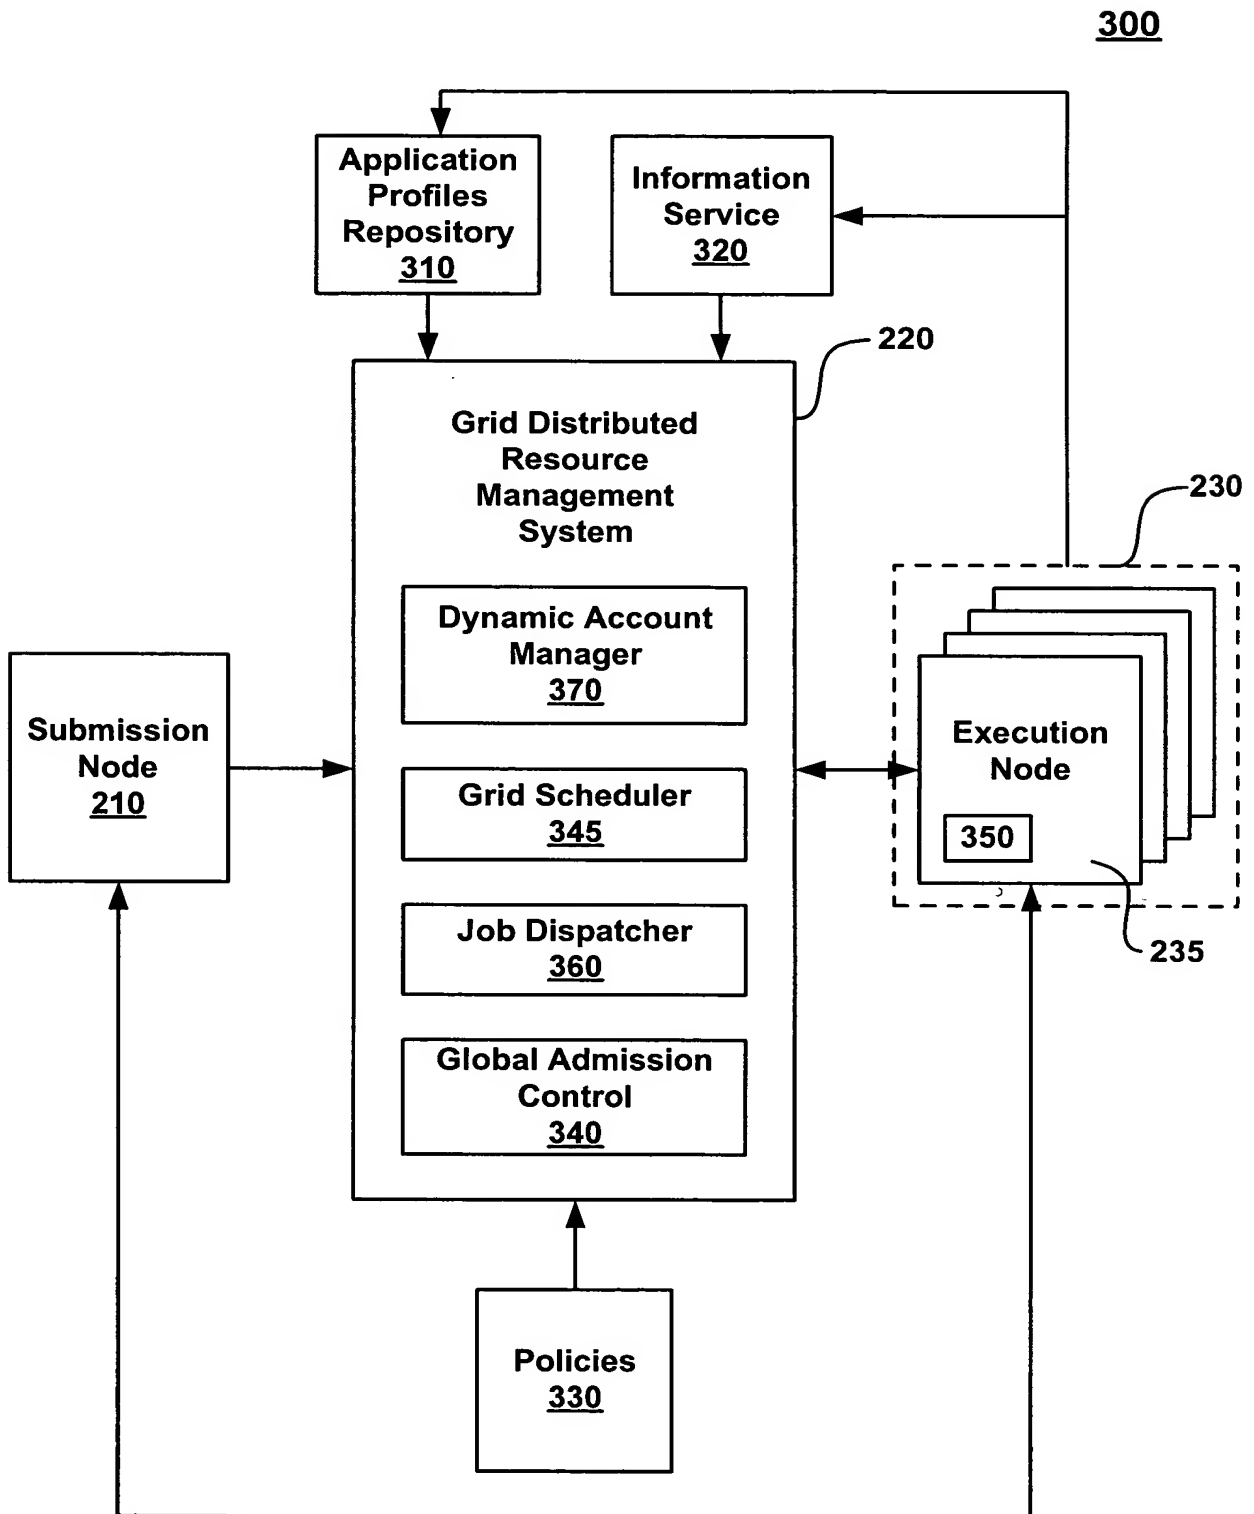 300
Application
Profiles
Repository
310
Information
Service
320
220
Grid Distributed
Resource
Management
System
230
Dynamic Account
Manager
370
Submission
Node
210
Grid Scheduler
345
Execution
Node
350
235
Job Dispatcher
360
Global Admission
Control
340
Policies
330